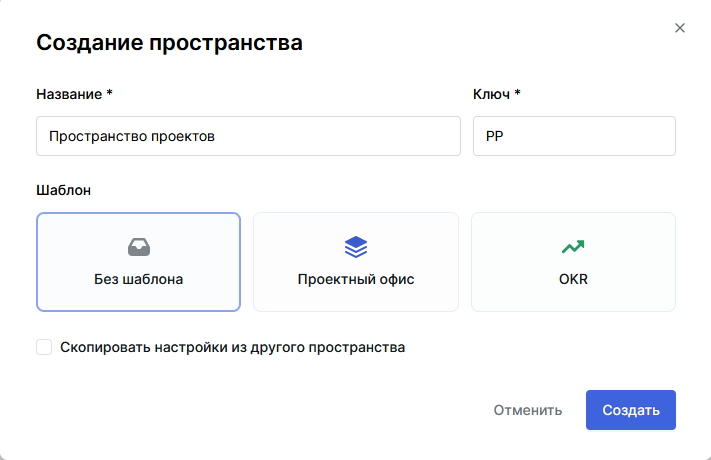 Создание пространства
Название *
Ключ *
Пространство проектов
PP
Шаблон
Без шаблона
Проектный офис
OKR
Скопировать настройки из другого пространства
Отменить
Создать